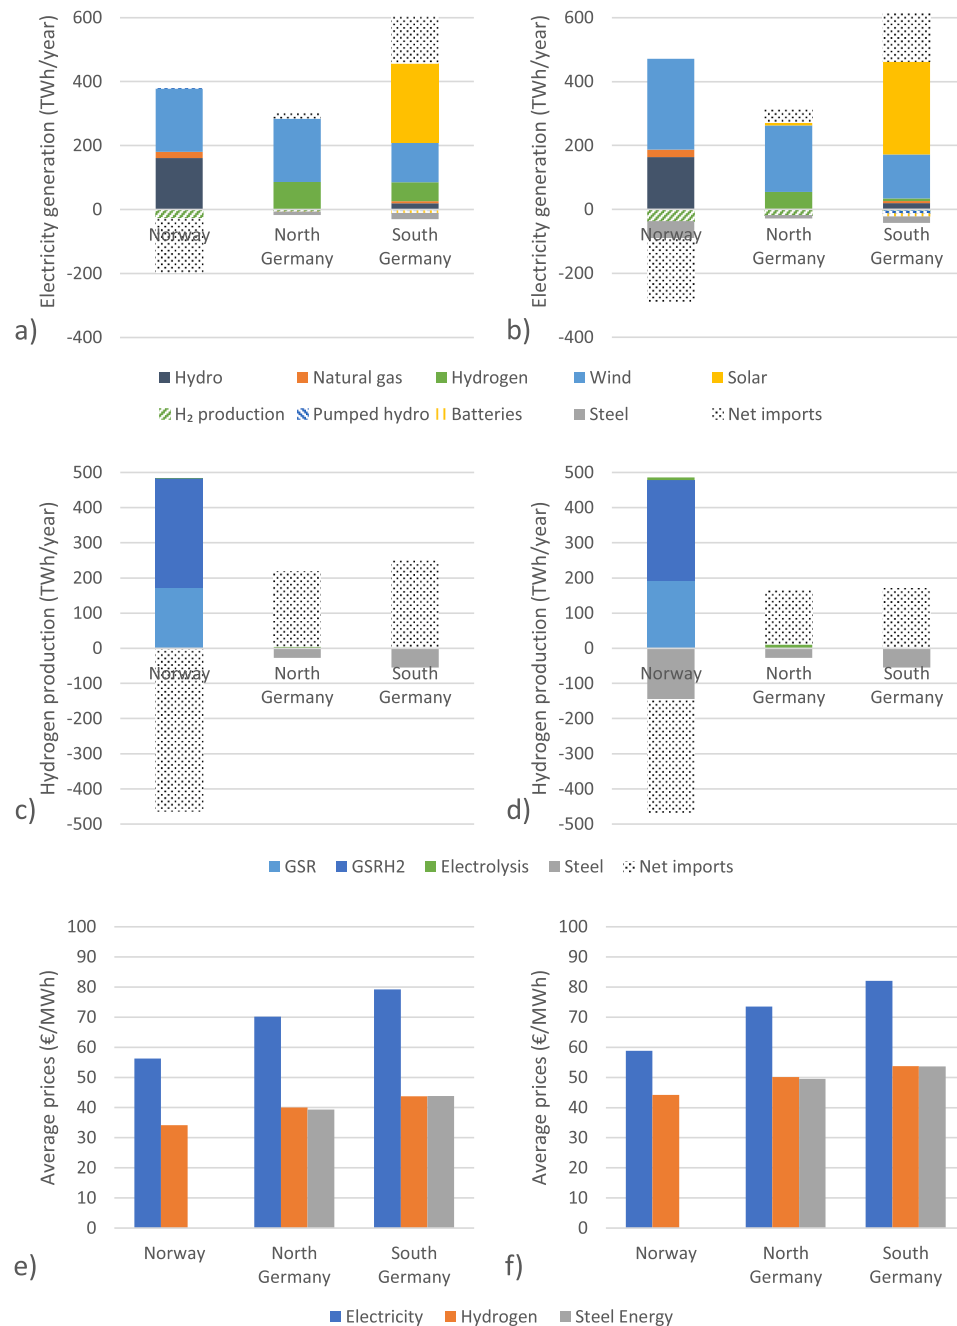 Electricity generation (TWh/year)
600
400
200
0
-200
-400
Norway
North Germany
South Germany
a)
Electricity generation (TWh/year)
600
400
200
0
-200
-400
Norway
North Germany
South Germany
b)
Hydro Natural gas Hydrogen Wind Solar
H₂ production Pumped hydro Batteries Steel Net imports
Hydrogen production (TWh/year)
500
400
300
200
100
0
-100
-200
-300
-400
-500
Norway
North Germany
South Germany
c)
Hydrogen production (TWh/year)
500
400
300
200
100
0
-100
-200
-300
-400
-500
Norway
North Germany
South Germany
d)
GSR GSRH2 Electrolysis Steel Net imports
Average prices (€/MWh)
100
90
80
70
60
50
40
30
20
10
0
Norway
North Germany
South Germany
e)
Average prices (€/MWh)
100
90
80
70
60
50
40
30
20
10
0
Norway
North Germany
South Germany
f)
Electricity Hydrogen Steel Energy